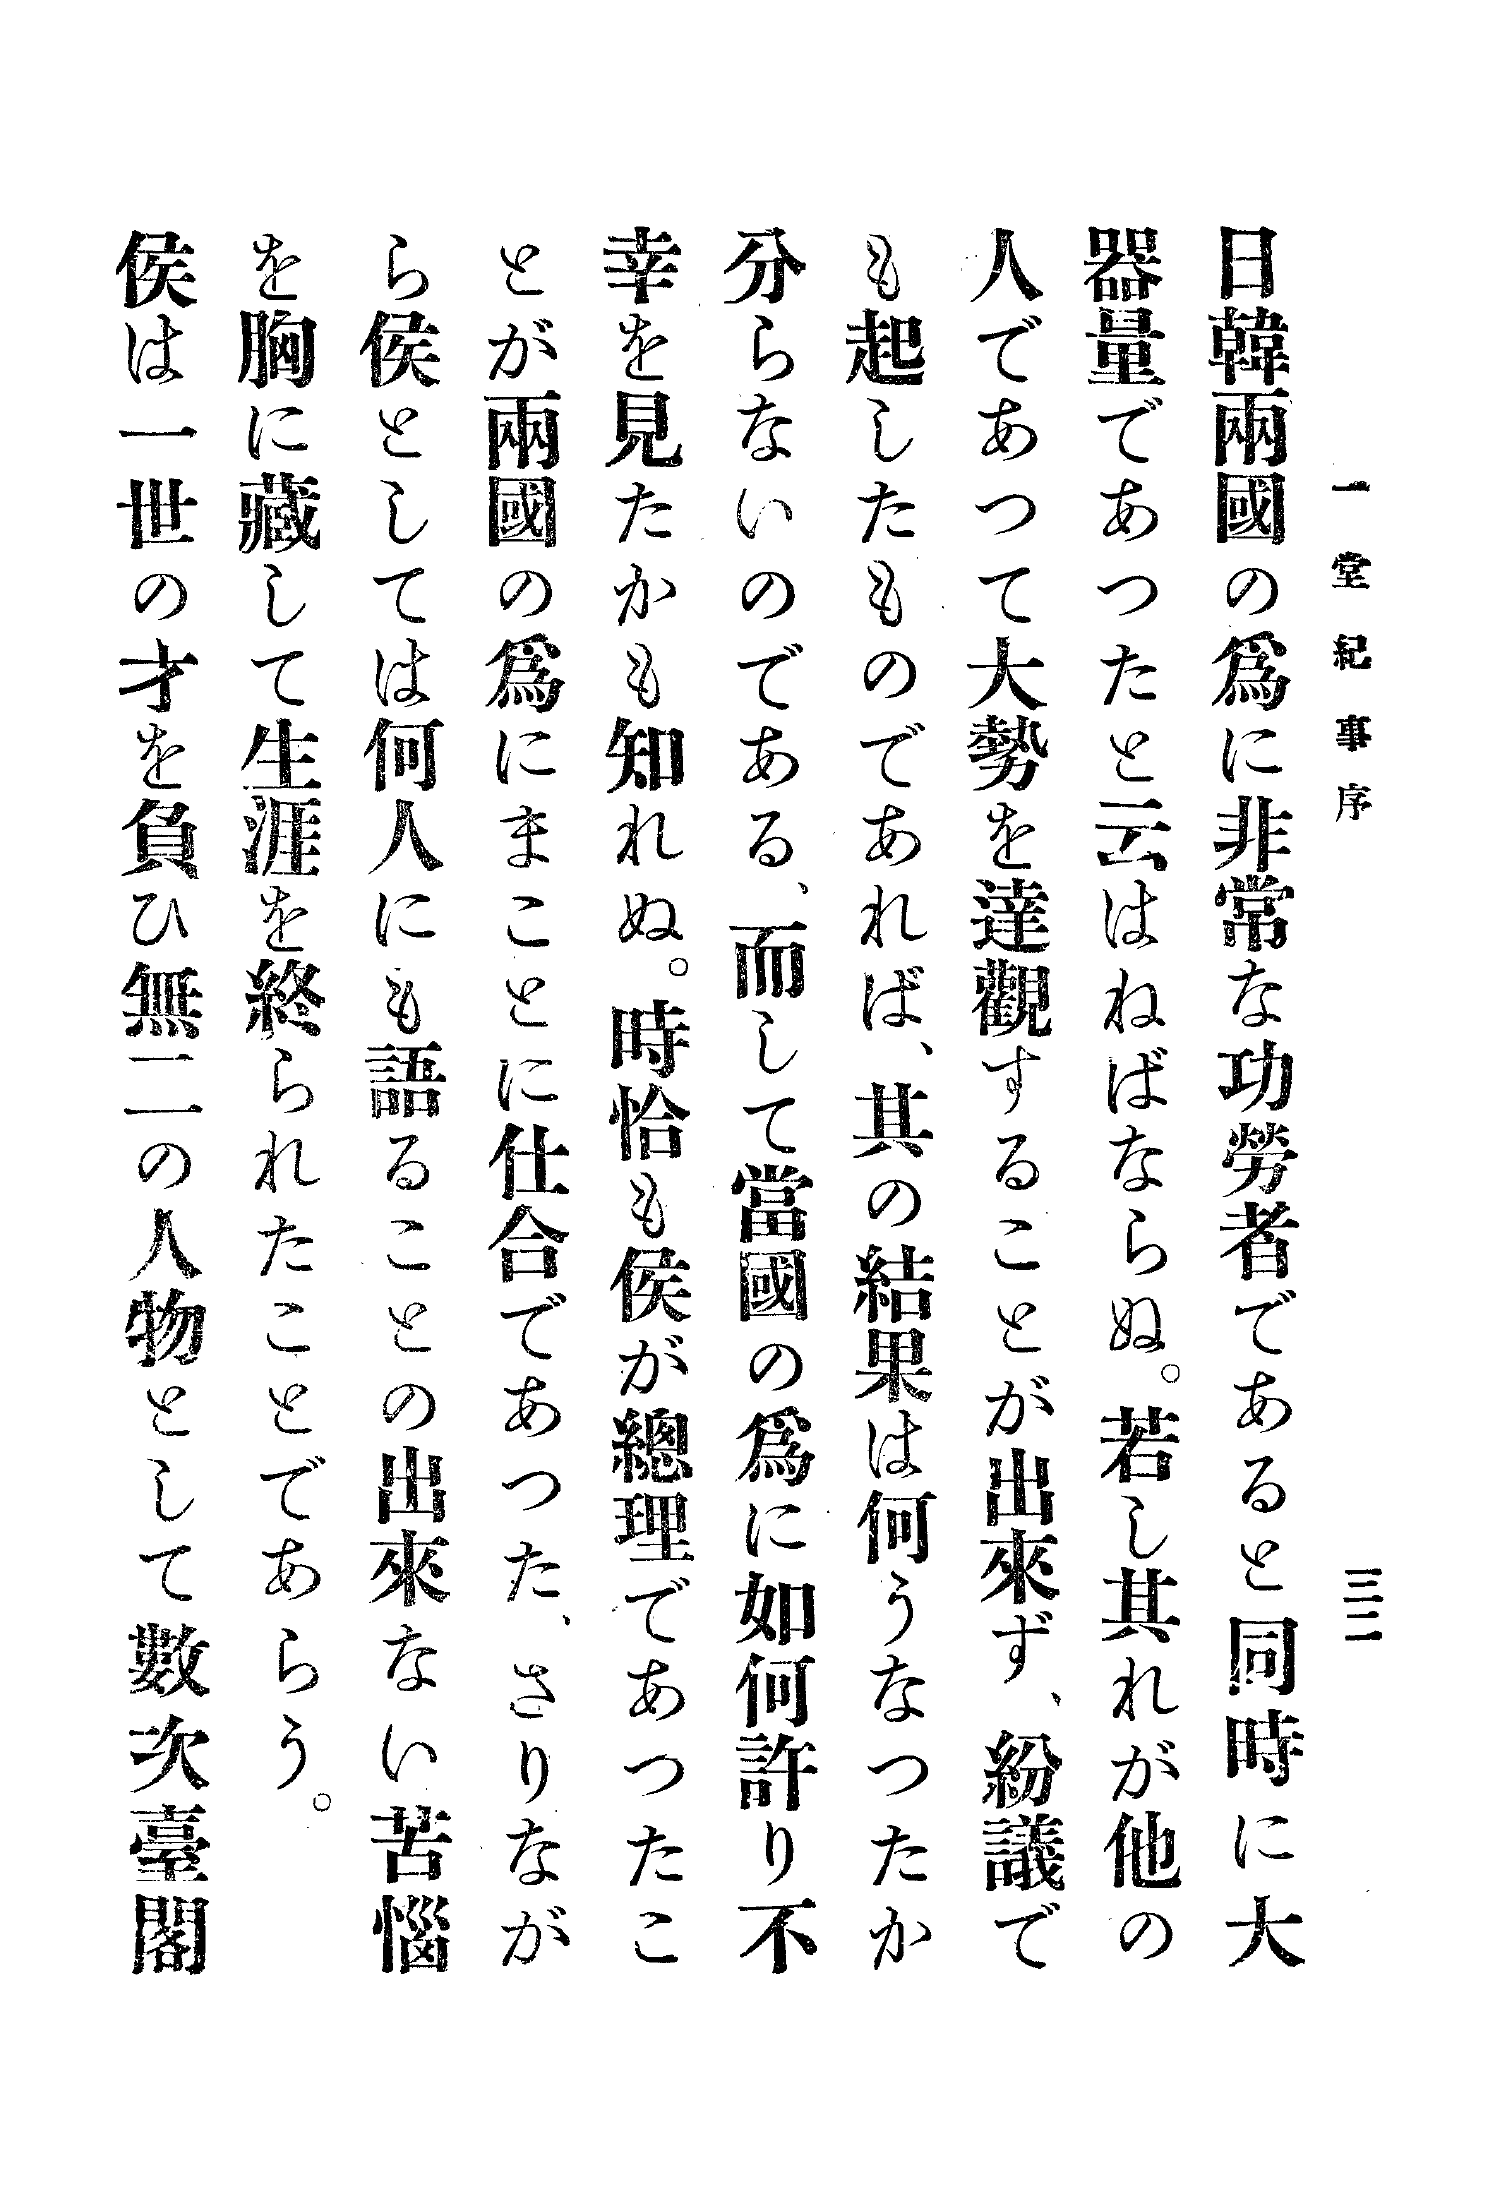 一堂紀事序　三二
日韓兩國の爲に非常な功勞者であると同時に大
器量であつたと云はねばならぬ。若し其れが他の
人であつて大勢を達觀することが出來ず、紛議で
も起したものであれば、其の結果は何うなつたか
分らないのである、而して當國の爲に如何許り不
幸を見たかも知れぬ。時恰も侯が總理であつたこ
とが兩國の爲にまことに仕合であつた、さりなが
ら侯としては何人にも語ることの出來ない苦惱
を胸に藏して生涯を終られたことであらう。
侯は一世の才を負ひ無二の人物として數次臺閣